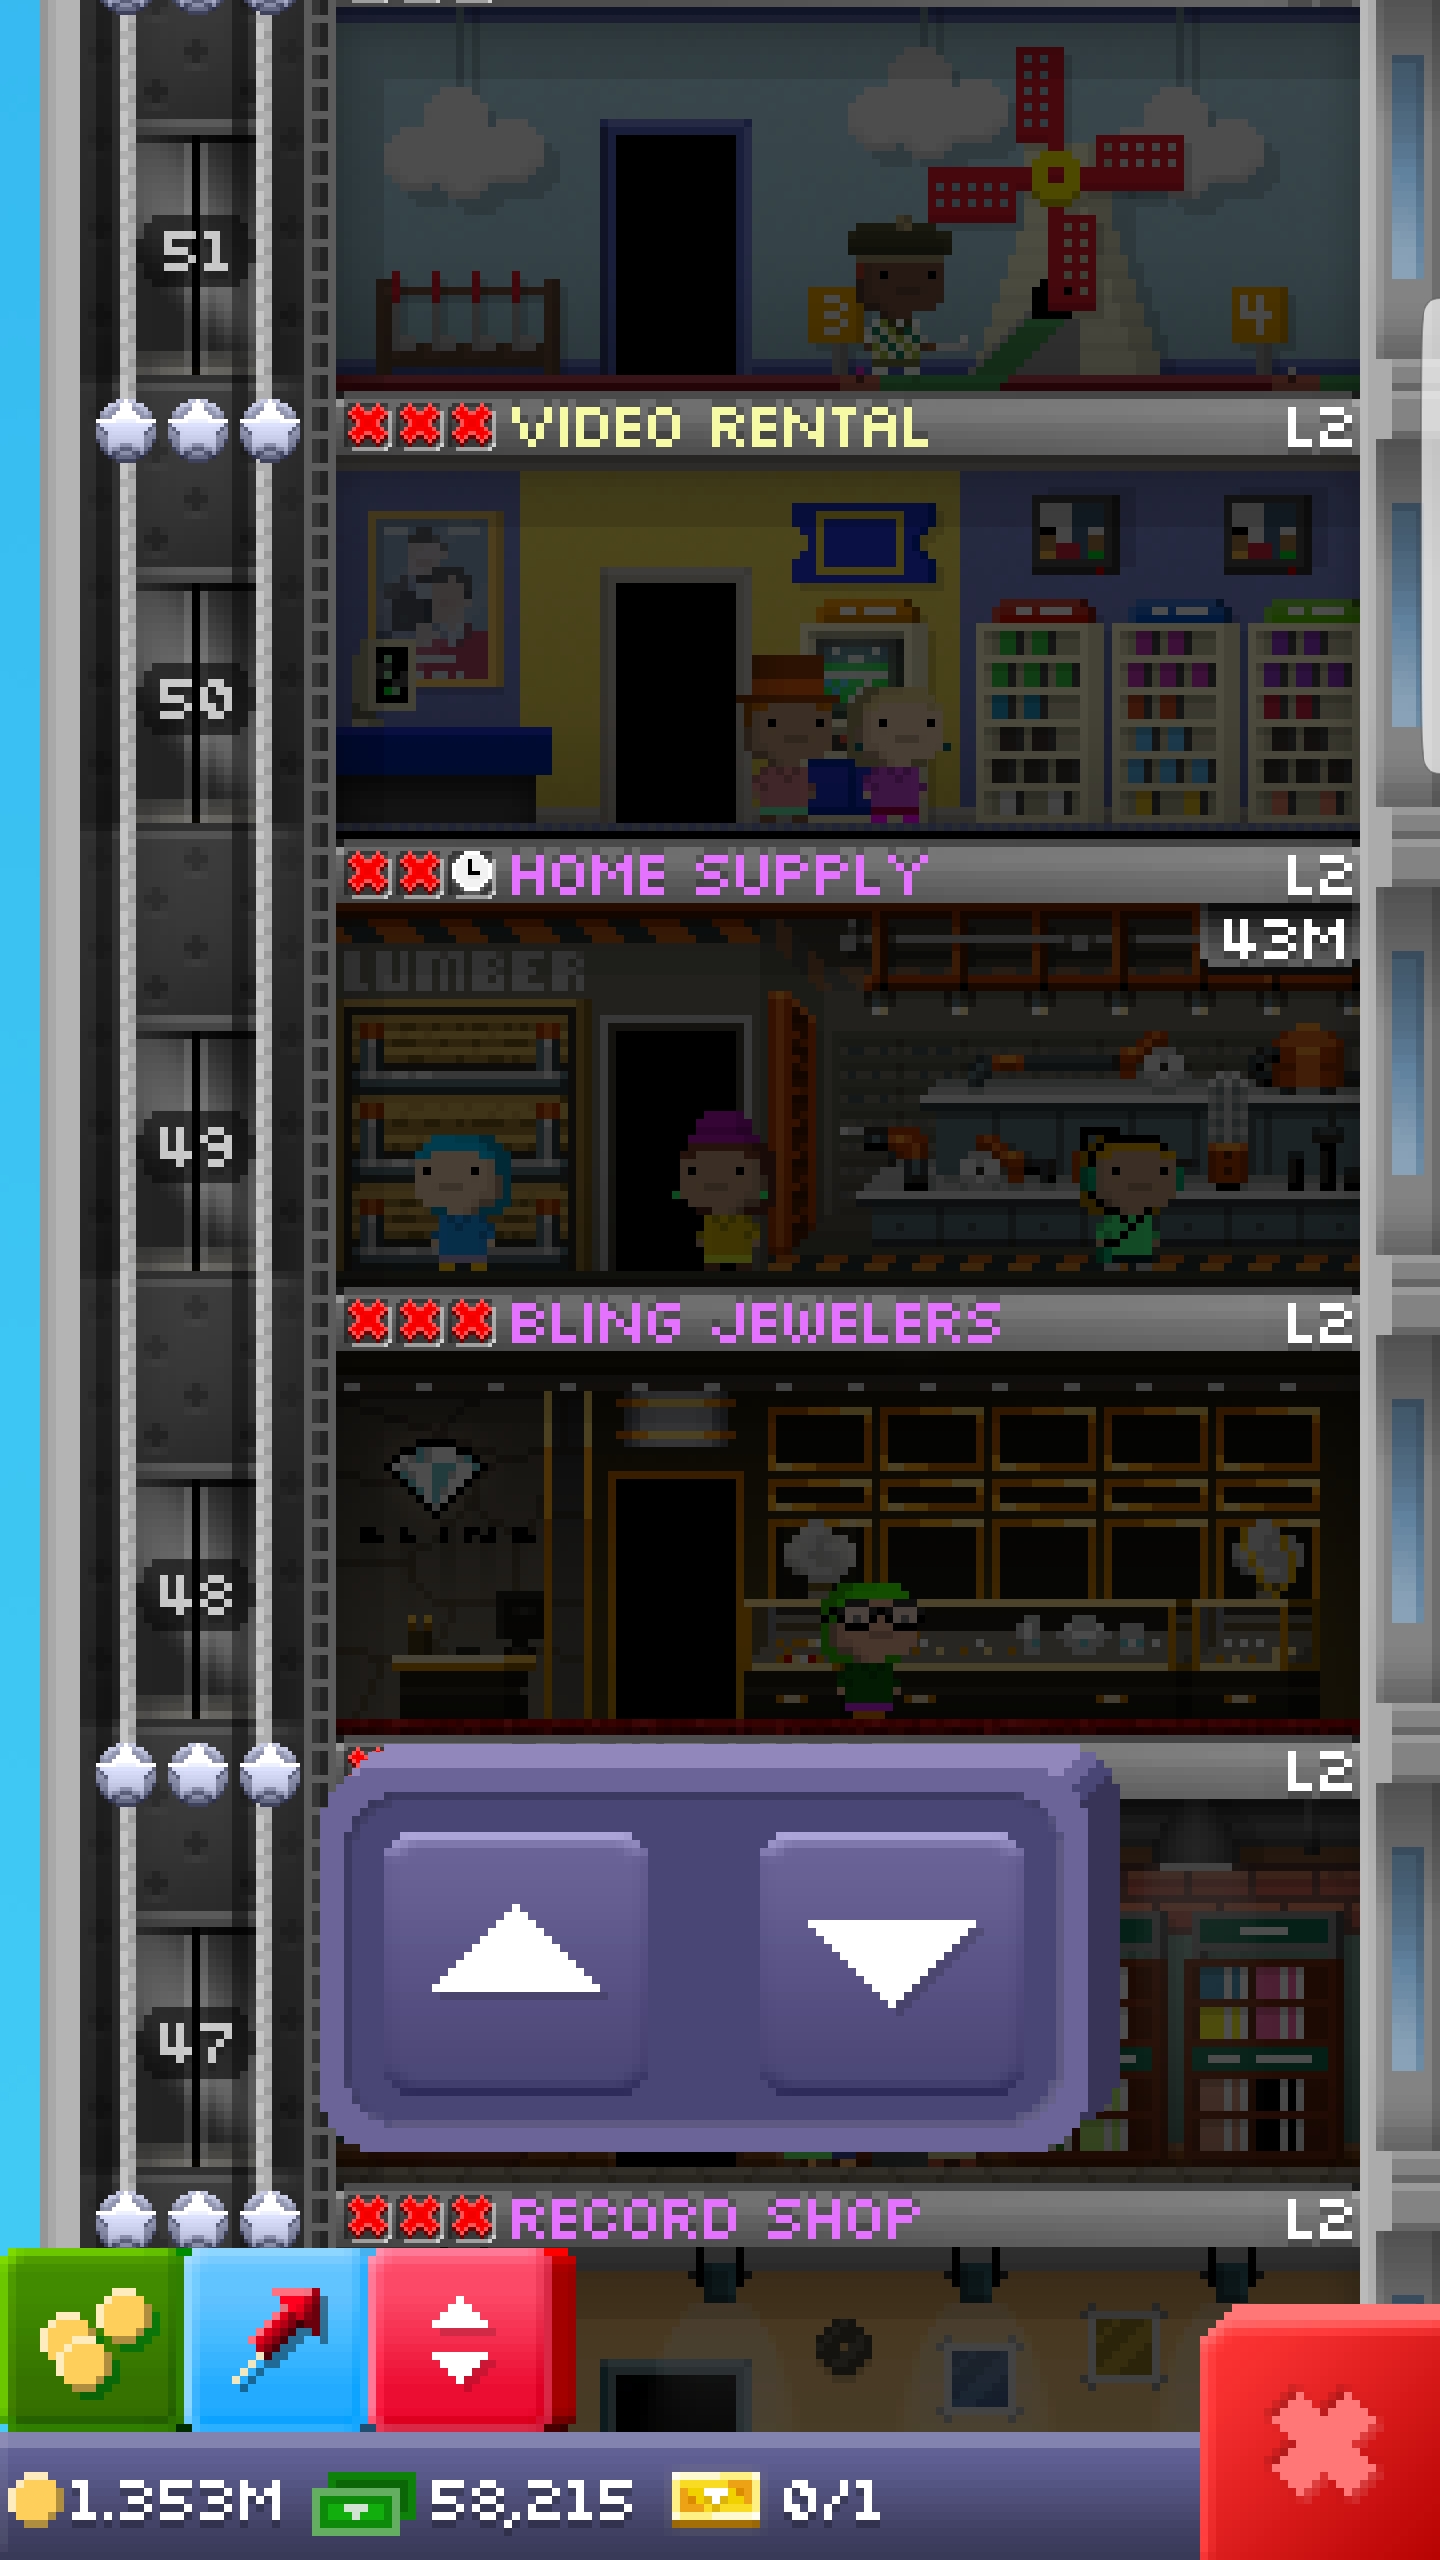 51
3
4
VIDEO RENTAL L2
50
HOME SUPPLY L2
43M
LUMBER
49
BLING JEWELERS L2
BLING
48
L2
47
RECORD SHOP L2
1.353M 58,215 0/1